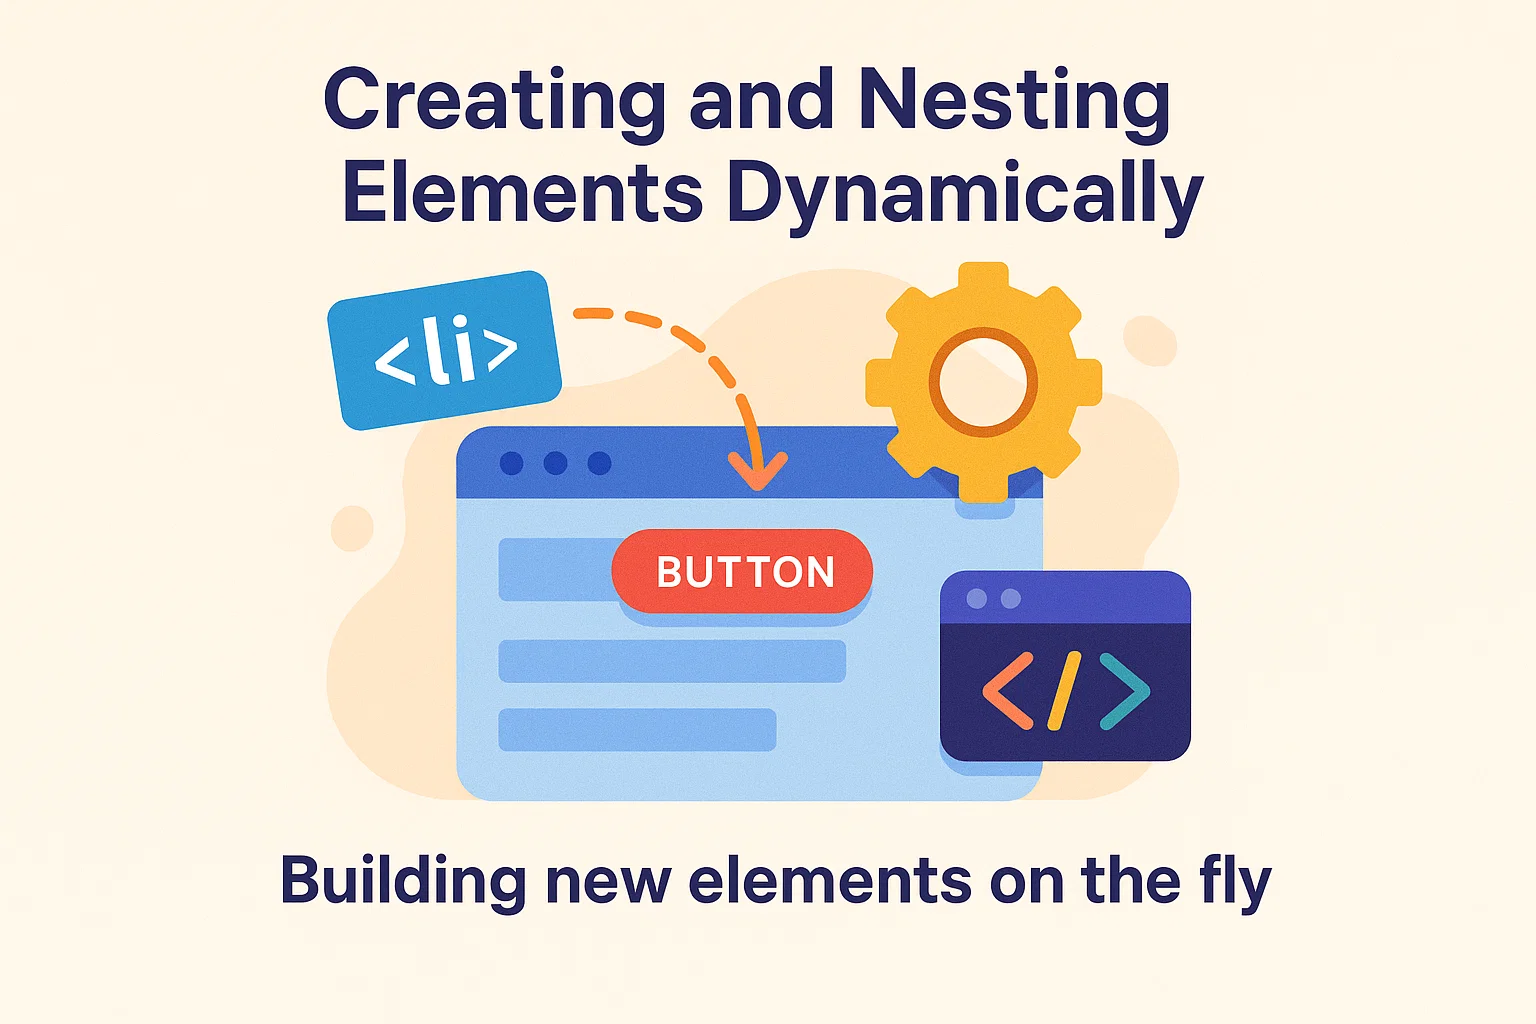 Creating and Nesting
Elements Dynamically
<li>
BUTTON
</>
Building new elements on the fly